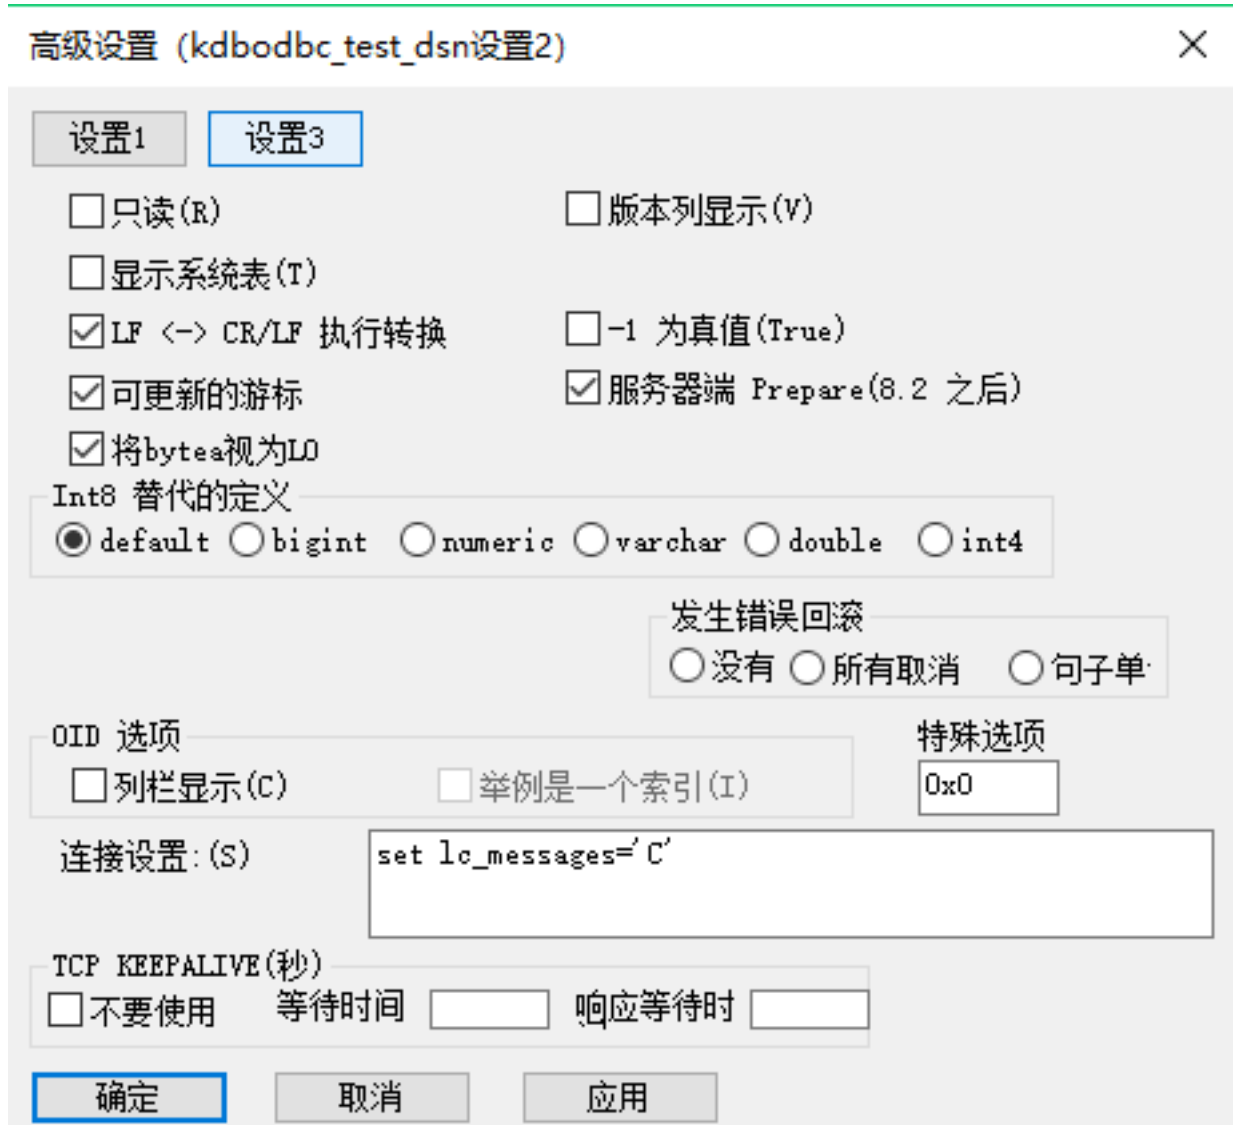 高级设置（kdbodbc_test_dsn设置2）
设置1 设置3
只读(R) 版本列显示(V)
显示系统表(T)
LF <-> CR/LF 执行转换 -1 为真值(True)
可更新的游标 服务器端 Prepare(8.2 之后)
将bytea视为LO
Int8 替代的定义
default bigint numeric varchar double int4
发生错误回滚
没有 所有取消 句子单
OID 选项 特殊选项
列栏显示(C) 举例是一个索引(I) 0x0
连接设置:(S) set lc_messages='C'
TCP KEEPALIVE(秒)
不要使用 等待时间 响应等待时
确定 取消 应用